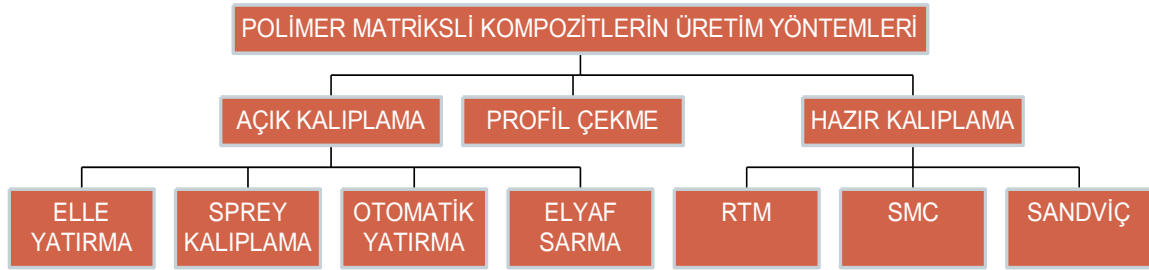 POLİMER MATRİKSLİ KOMPOZİTLERİN ÜRETİM YÖNTEMLERİ
AÇIK KALIPLAMA
PROFİL ÇEKME
HAZIR KALIPLAMA
ELLE
YATIRMA
SPREY
KALIPLAMA
OTOMATİK
YATIRMA
ELYAF
SARMA
RTM
SMC
SANDVİÇ